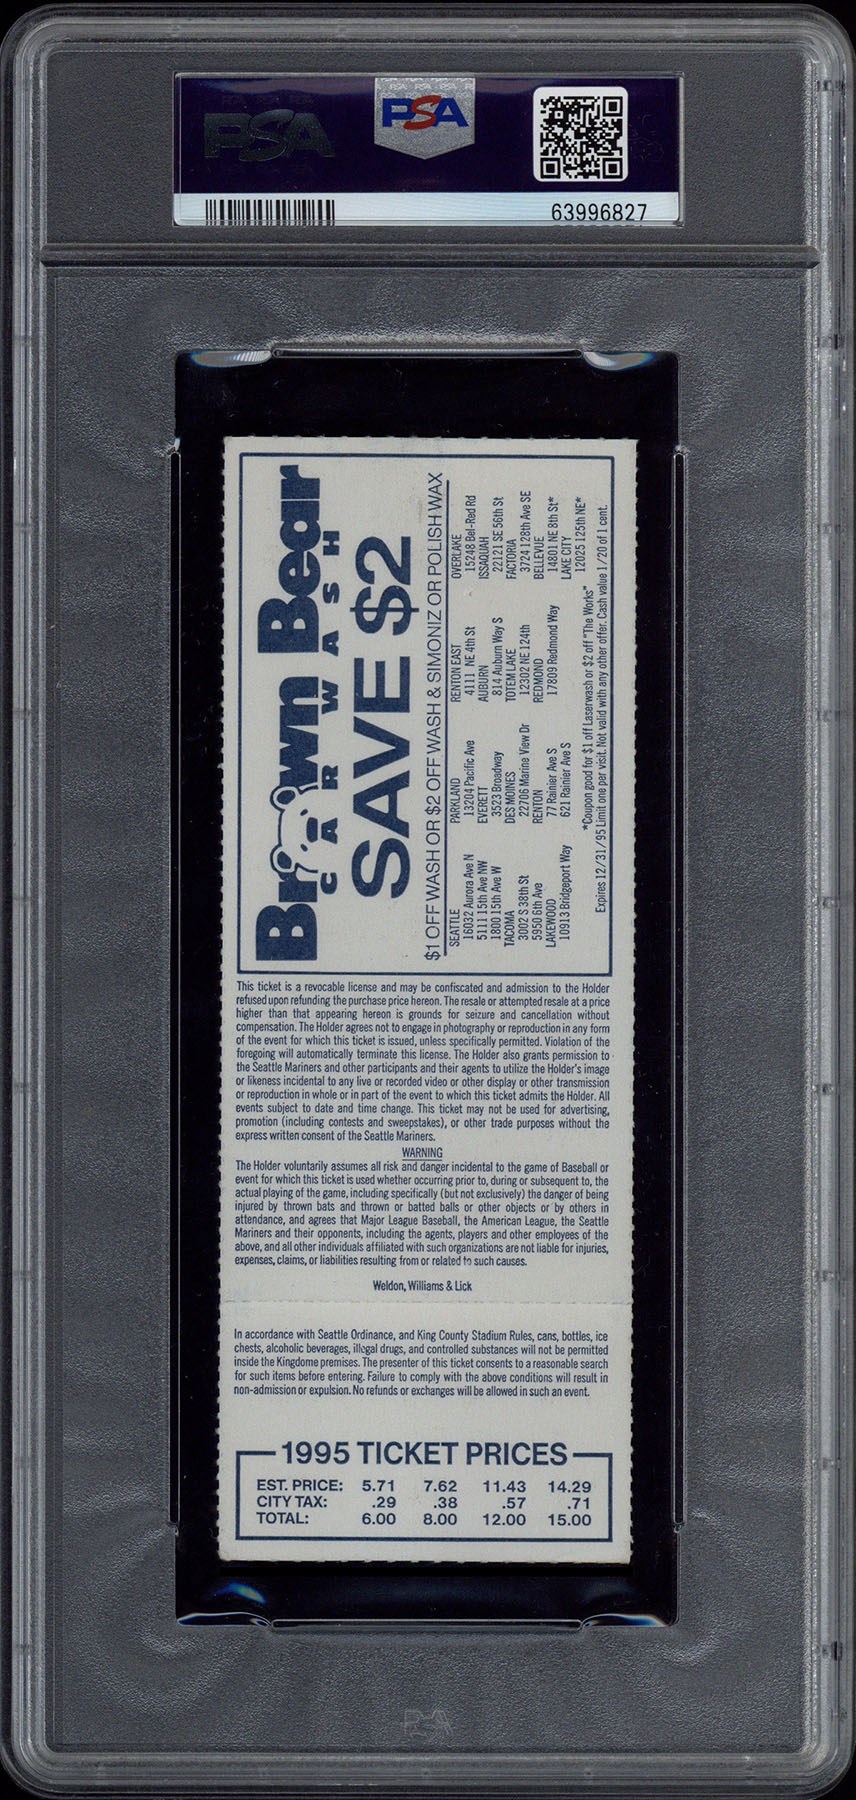 PSA
PSA
63996827
Brown Bear
CAR WASH
SAVE $2
$1 OFF WASH OR $2 OFF WASH & SIMONIZ OR POLISH WAX
SEATTLE
16032 Aurora Ave N
5111 15th Ave NW
1800 15th Ave W
TACOMA
3002 S 38th St
5950 6th Ave
LAKEWOOD
10913 Bridgeport Way
PARKLAND
13204 Pacific Ave
EVERETT
3523 Broadway
DES MOINES
22706 Marine View Dr
RENTON
77 Rainier Ave S
621 Rainier Ave S
RENTON EAST
4111 NE 4th St
AUBURN
814 Auburn Way S
TOTEM LAKE
12302 NE 124th
REDMOND
17809 Redmond Way
OVERLAKE
15248 Bel-Red Rd
ISSAQUAH
22121 SE 56th St
FACTORIA
3724 128th Ave SE
BELLEVUE
14801 NE 8th St*
LAKE CITY
12025 125th NE*
*Coupon good for $1 off Laserwash or $2 off "The Works"
Expires 12/31/95 Limit one per visit. Not valid with any other offer. Cash value 1/20 of 1 cent.
This ticket is a revocable license and may be confiscated and admission to the Holder
refused upon refunding the purchase price hereon. The resale or attempted resale at a price
higher than that appearing hereon is grounds for seizure and cancellation without
compensation. The Holder agrees not to engage in photography or reproduction in any form
of the event for which this ticket is issued, unless specifically permitted. Violation of the
foregoing will automatically terminate this license. The Holder also grants permission to
the Seattle Mariners and other participants and their agents to utilize the Holder's image
or likeness incidental to any live or recorded video or other display or other transmission
or reproduction in whole or in part of the event to which this ticket admits the Holder. All
events subject to date and time change. This ticket may not be used for advertising,
promotion (including contests and sweepstakes), or other trade purposes without the
express written consent of the Seattle Mariners.
WARNING
The Holder voluntarily assumes all risk and danger incidental to the game of Baseball or
event for which this ticket is used whether occurring prior to, during or subsequent to, the
actual playing of the game, including specifically (but not exclusively) the danger of being
injured by thrown bats and thrown or batted balls or other objects or by others in
attendance, and agrees that Major League Baseball, the American League, the Seattle
Mariners and their opponents, including the agents, players and other employees of the
above, and all other individuals affiliated with such organizations are not liable for injuries,
expenses, claims, or liabilities resulting from or related to such causes.
Weldon, Williams & Lick
In accordance with Seattle Ordinance, and King County Stadium Rules, cans, bottles, ice
chests, alcoholic beverages, illegal drugs, and controlled substances will not be permitted
inside the Kingdome premises. The presenter of this ticket consents to a reasonable search
for such items before entering. Failure to comply with the above conditions will result in
non-admission or expulsion. No refunds or exchanges will be allowed in such an event.
1995 TICKET PRICES
EST. PRICE: 5.71 7.62 11.43 14.29
CITY TAX: .29 .38 .57 .71
TOTAL: 6.00 8.00 12.00 15.00
PSA